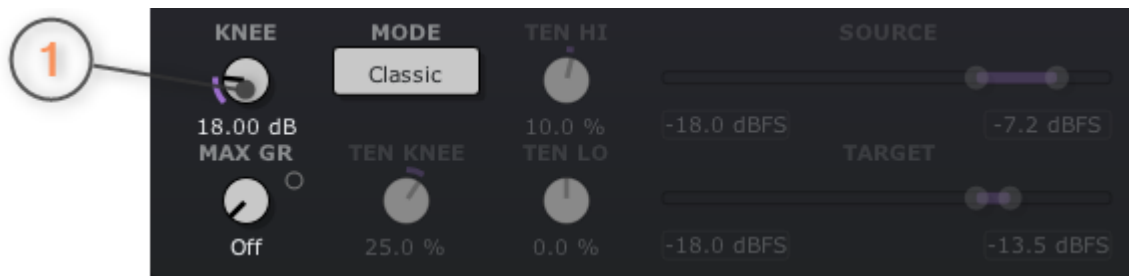 1
KNEE MODE TEN HI SOURCE
Classic
18.00 dB 10.0 % -18.0 dBFS -7.2 dBFS
MAX GR TEN KNEE TEN LO TARGET
Off 25.0 % 0.0 % -18.0 dBFS -13.5 dBFS